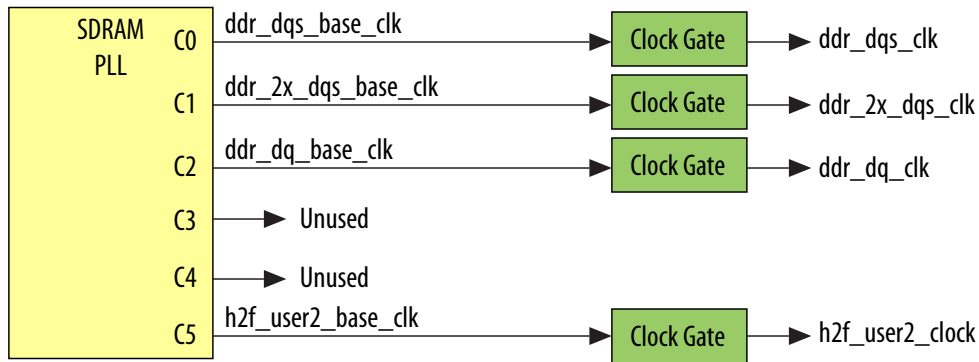 SDRAM
PLL
C0
ddr_dqs_base_clk
Clock Gate
ddr_dqs_clk
C1
ddr_2x_dqs_base_clk
Clock Gate
ddr_2x_dqs_clk
C2
ddr_dq_base_clk
Clock Gate
ddr_dq_clk
C3
Unused
C4
Unused
C5
h2f_user2_base_clk
Clock Gate
h2f_user2_clock